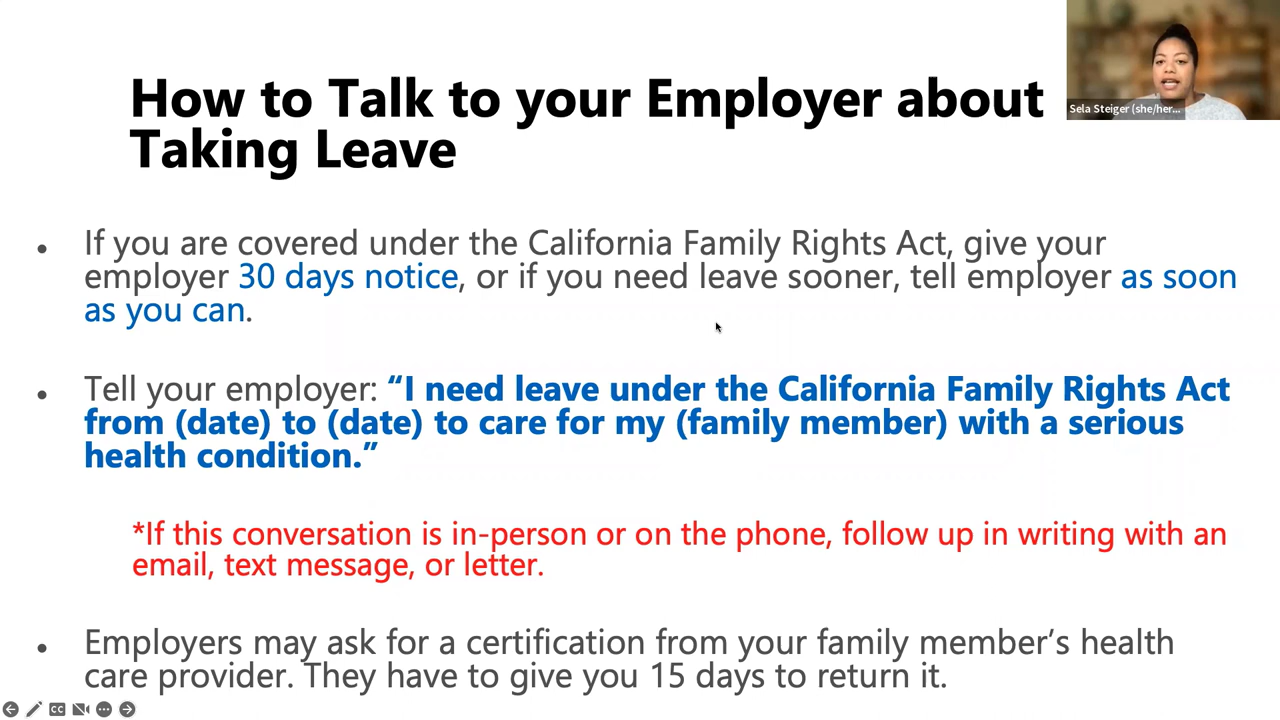 How to Talk to your Employer about
Taking Leave
Sela Steiger (she/her...
• If you are covered under the California Family Rights Act, give your
employer 30 days notice, or if you need leave sooner, tell employer as soon
as you can.
• Tell your employer: “I need leave under the California Family Rights Act
from (date) to (date) to care for my (family member) with a serious
health condition.”
*If this conversation is in-person or on the phone, follow up in writing with an
email, text message, or letter.
• Employers may ask for a certification from your family member’s health
care provider. They have to give you 15 days to return it.
CC